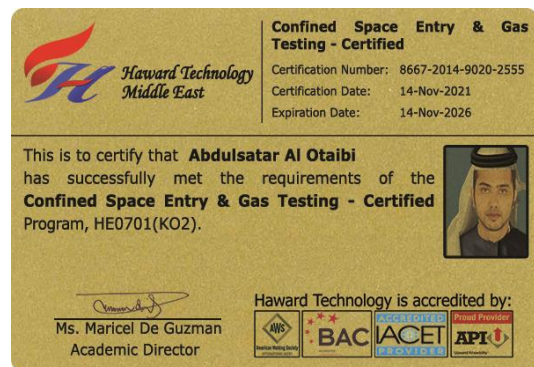 Haward Technology
Middle East
Confined Space Entry & Gas
Testing - Certified
Certification Number: 8667-2014-9020-2555
Certification Date: 14-Nov-2021
Expiration Date: 14-Nov-2026
This is to certify that Abdulsatar Al Otaibi
has successfully met the requirements of the
Confined Space Entry & Gas Testing - Certified
Program, HE0701(KO2).
Ms. Maricel De Guzman
Academic Director
Haward Technology is accredited by:
AWS
American Welding Society
BAC
ACCREDITED
IACET
PROVIDER
Proud Provider
API